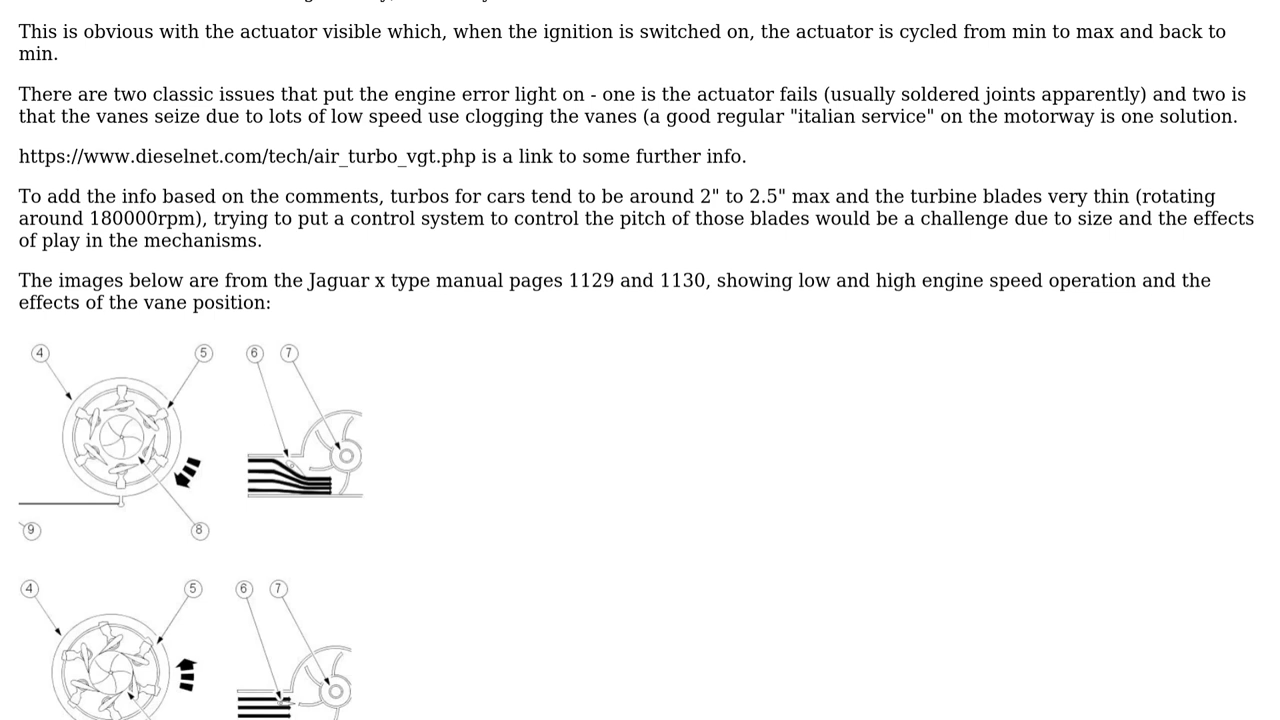 This is obvious with the actuator visible which, when the ignition is switched on, the actuator is cycled from min to max and back to
min.
There are two classic issues that put the engine error light on - one is the actuator fails (usually soldered joints apparently) and two is
that the vanes seize due to lots of low speed use clogging the vanes (a good regular "italian service" on the motorway is one solution.
https://www.dieselnet.com/tech/air_turbo_vgt.php is a link to some further info.
To add the info based on the comments, turbos for cars tend to be around 2" to 2.5" max and the turbine blades very thin (rotating
around 180000rpm), trying to put a control system to control the pitch of those blades would be a challenge due to size and the effects
of play in the mechanisms.
The images below are from the Jaguar x type manual pages 1129 and 1130, showing low and high engine speed operation and the
effects of the vane position:
4 5 6 7
9 8
4 5 6 7